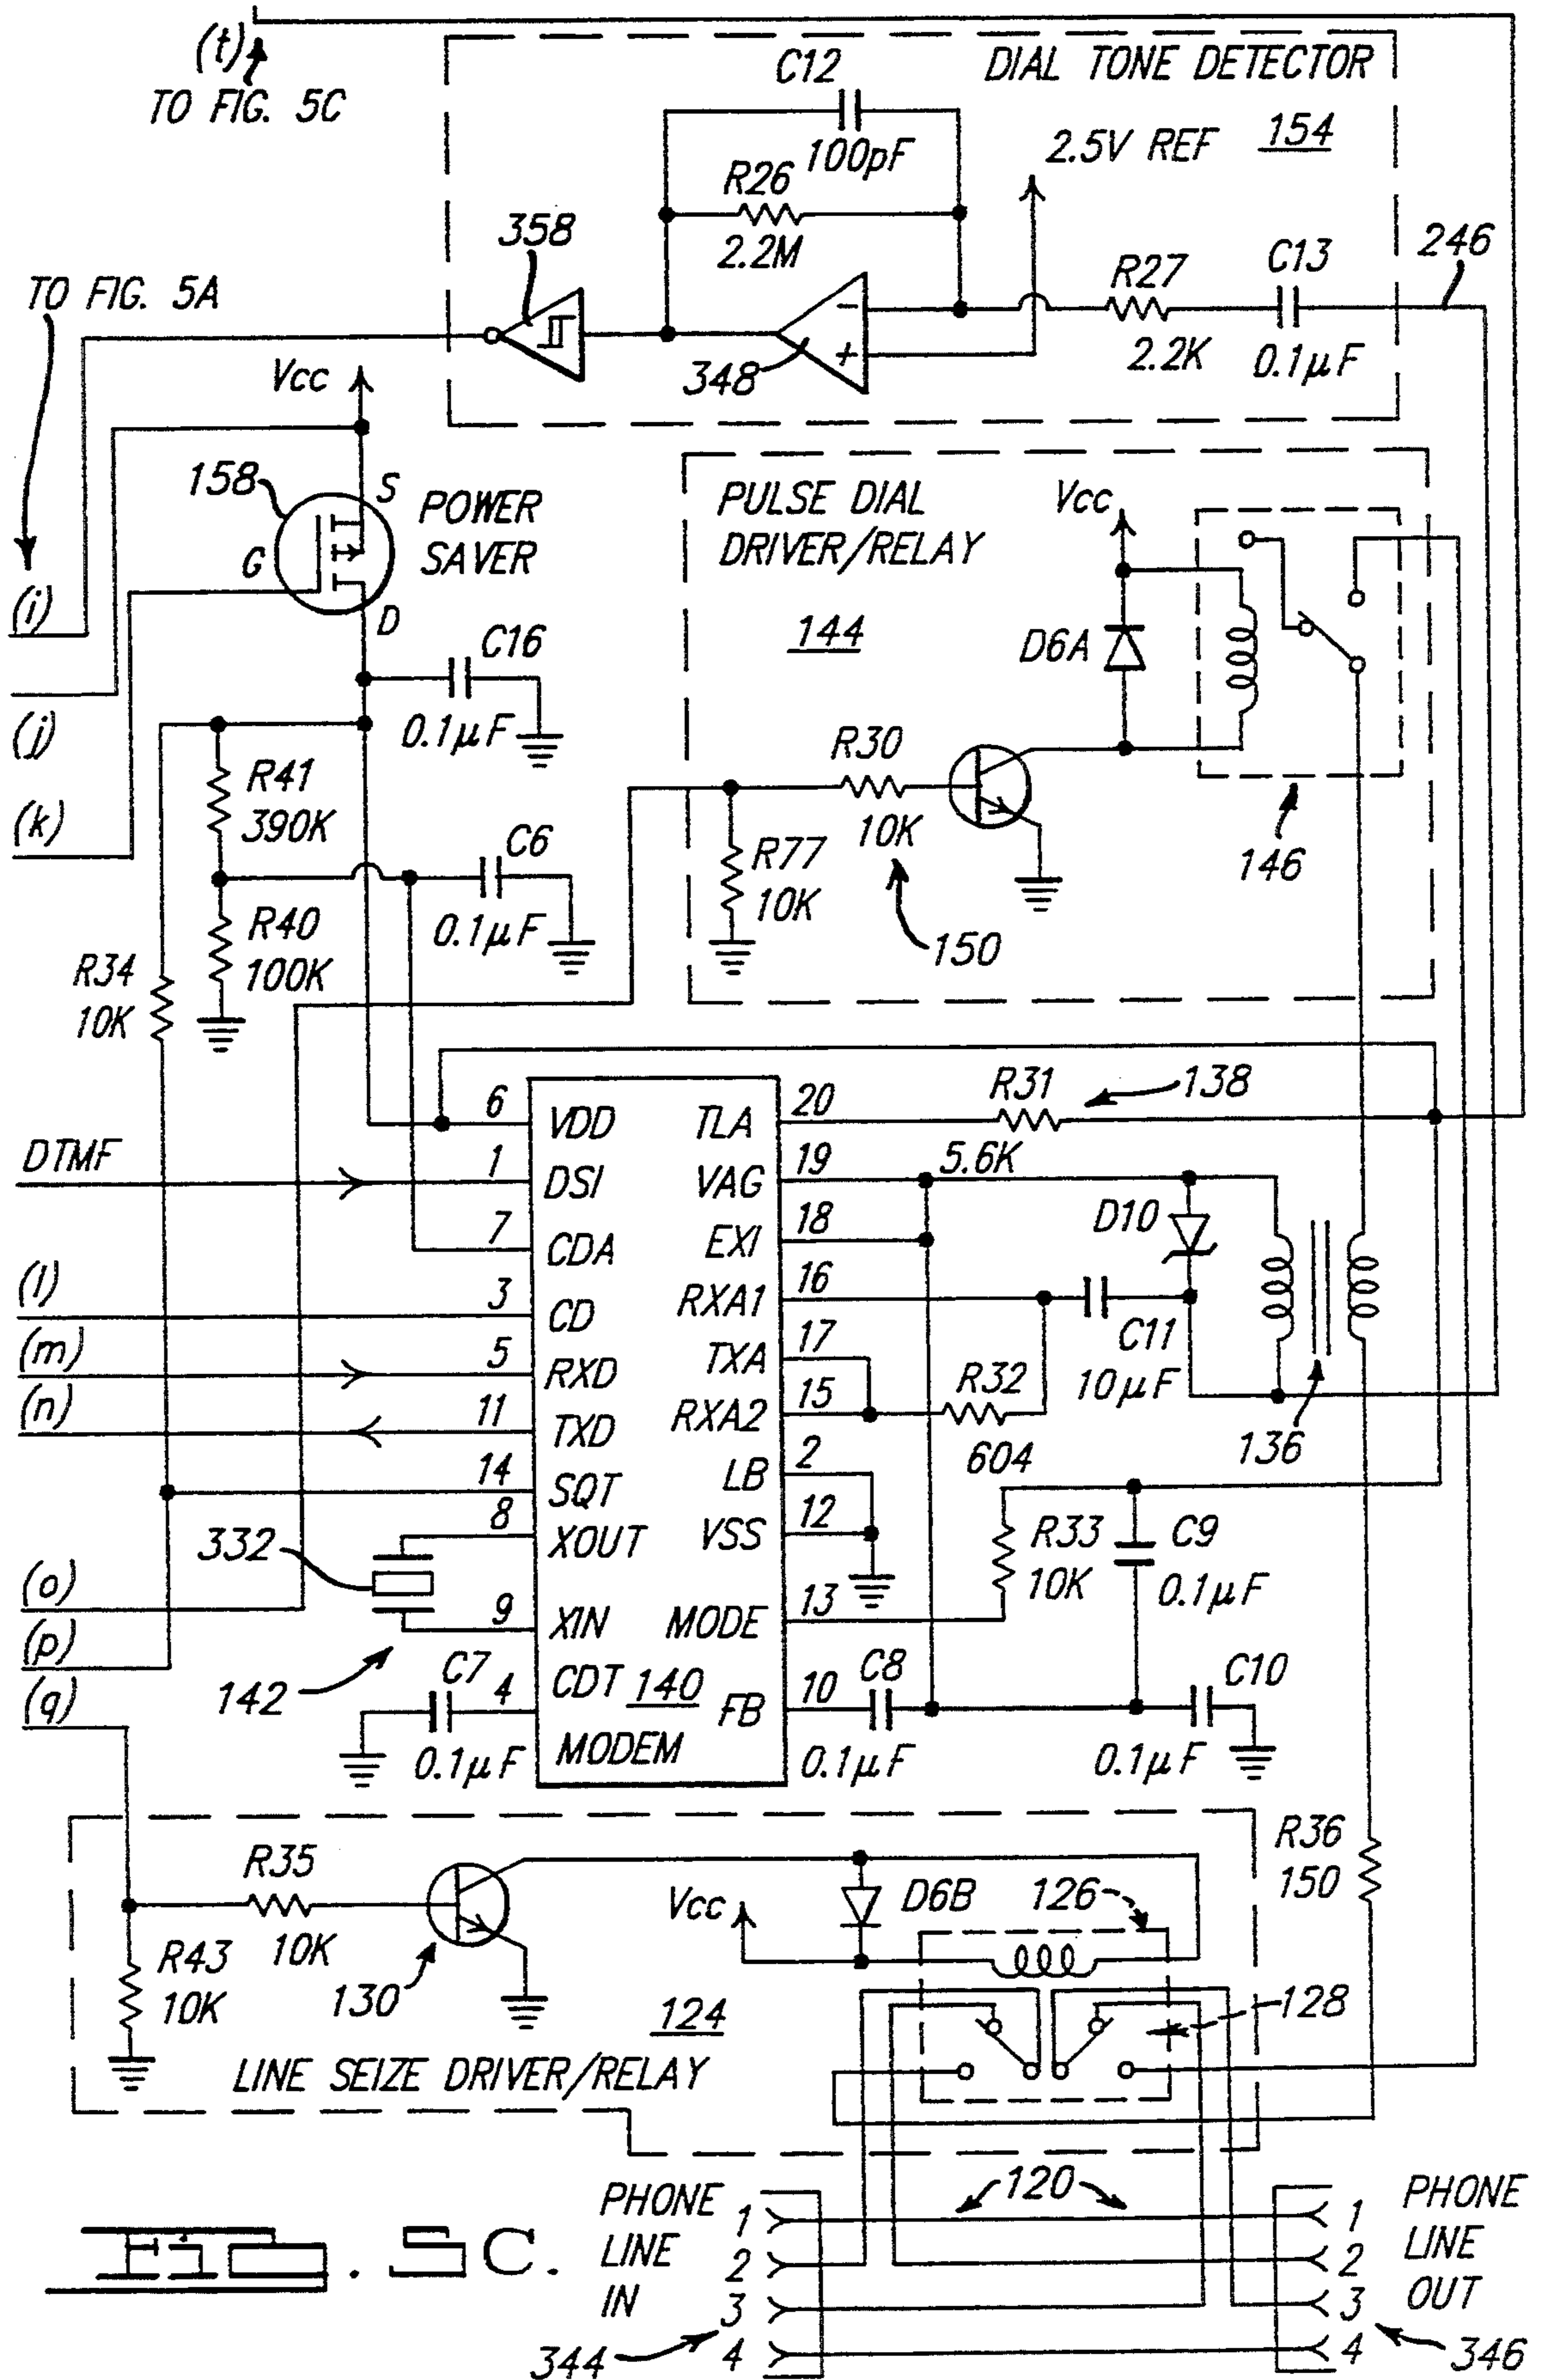 (t)
TO FIG. 5C
DIAL TONE DETECTOR
154
C12
100pF
2.5V REF
R26
2.2M
358
348
R27
2.2K
C13
0.1µF
246
TO FIG. 5A
Vcc
158
S
G
D
POWER
SAVER
(i)
(j)
(k)
C16
0.1µF
R41
390K
C6
0.1µF
R40
100K
R34
10K
PULSE DIAL
DRIVER/RELAY
144
Vcc
D6A
R30
10K
R77
10K
150
146
R31
138
5.6K
6
VDD
TLA
20
DTMF
1
DSI
VAG
19
7
CDA
EXI
18
D10
(l)
3
CD
RXA1
16
C11
10µF
(m)
5
RXD
TXA
17
(n)
11
TXD
RXA2
15
R32
604
136
14
SQT
LB
2
8
XOUT
VSS
12
332
R33
10K
C9
0.1µF
(o)
9
XIN
MODE
13
(p)
142
C7
0.1µF
4
CDT
140
MODEM
FB
10
C8
0.1µF
C10
0.1µF
(q)
R36
150
R35
10K
R43
10K
130
Vcc
D6B
126
128
124
LINE SEIZE DRIVER/RELAY
120
PHONE
LINE
IN
1
2
3
4
344
1
2
3
4
PHONE
LINE
OUT
346
FIG. 5C.